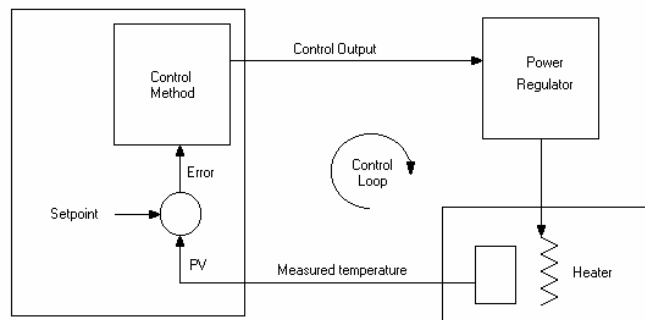 Control
Method
Control Output
Power
Regulator
Error
Control
Loop
Setpoint
PV
Measured temperature
Heater